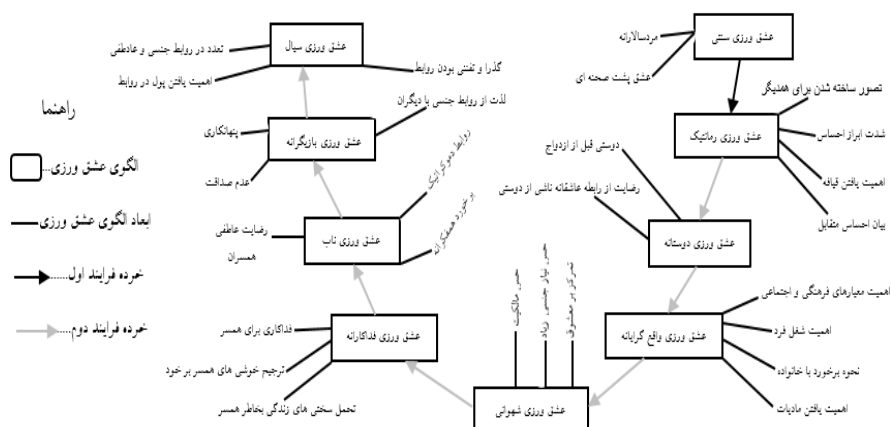 عشق ورزی سنتی
مردسالارانه
عشق پشت صحنه ای
عشق ورزی رمانتیک
تصور ساخته شدن برای همدیگر
شدت ابراز احساس
اهمیت یافتن قیافه
بیان احساس متقابل
عشق ورزی دوستانه
دوستی قبل از ازدواج
رضایت از رابطه عاشقانه ناشی از دوستی
عشق ورزی واقع گرایانه
اهمیت معیارهای فرهنگی و اجتماعی
اهمیت شغل فرد
نحوه برخورد با خانواده
اهمیت یافتن مادیات
عشق ورزی شهوانی
تمرکز بر معشوق
حس نیاز جنسی زیاد
حس مالکیت
عشق ورزی فداکارانه
فداکاری برای همسر
ترجیح خوشی های همسر بر خود
تحمل سختی های زندگی بخاطر همسر
عشق ورزی ناب
روابط دموکراتیک
برخورد همفکرانه
رضایت عاطفی
همسران
عشق ورزی بازیگرانه
لذت از روابط جنسی با دیگران
پنهانکاری
عدم صداقت
عشق ورزی سیال
تعدد در روابط جنسی و عاطفی
اهمیت یافتن پول در روابط
گذرا و تفننی بودن روابط
راهنما
الگوی عشق ورزی...
ابعاد الگوی عشق ورزی
خرده فرایند اول......
خرده فرایند دوم....